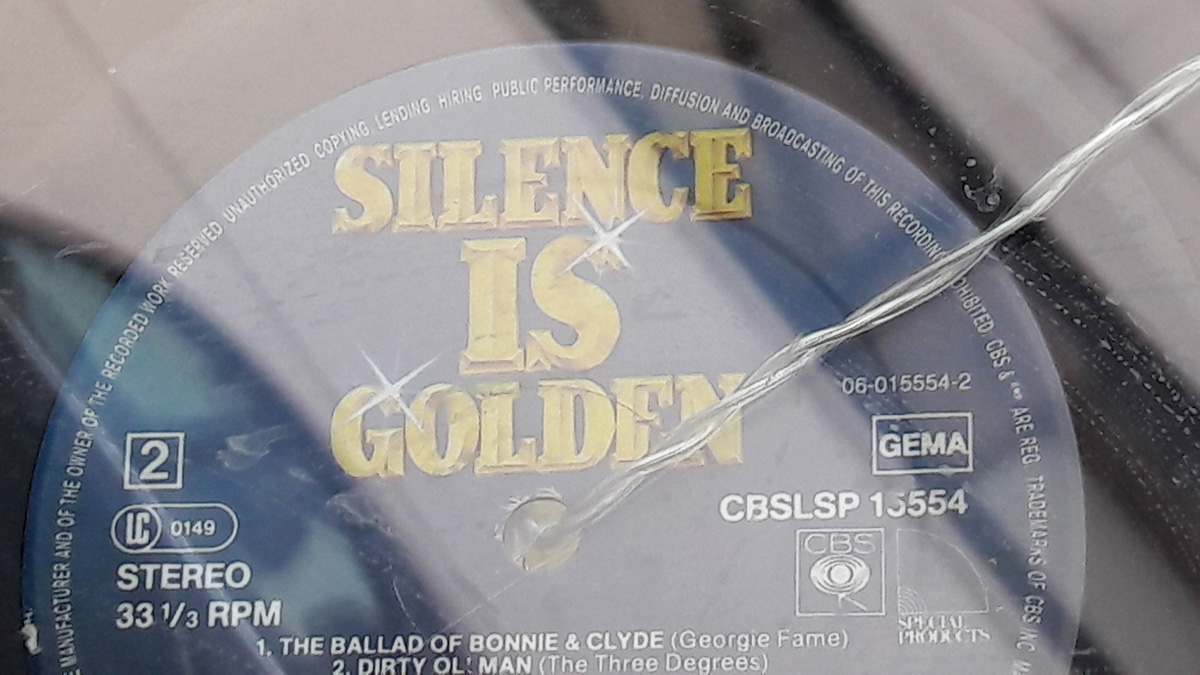 MANUFACTURER AND OF THE OWNER OF THE RECORDED WORK RESERVED UNAUTHORIZED COPYING, LENDING HIRING PUBLIC PERFORMANCE, DIFFUSION AND BROADCASTING OF THIS RECORDING CBS & ARE REG. TRADEMARKS OF CBS INC
SILENCE
IS
GOLDEN
06-015554-2
2
GEMA
LC 0149
CBSLSP 15554
STEREO
CBS
33 1/3 RPM
SPECIAL
PRODUCTS
1. THE BALLAD OF BONNIE & CLYDE (Georgie Fame)
2. DIRTY OL' MAN (The Three Degrees)